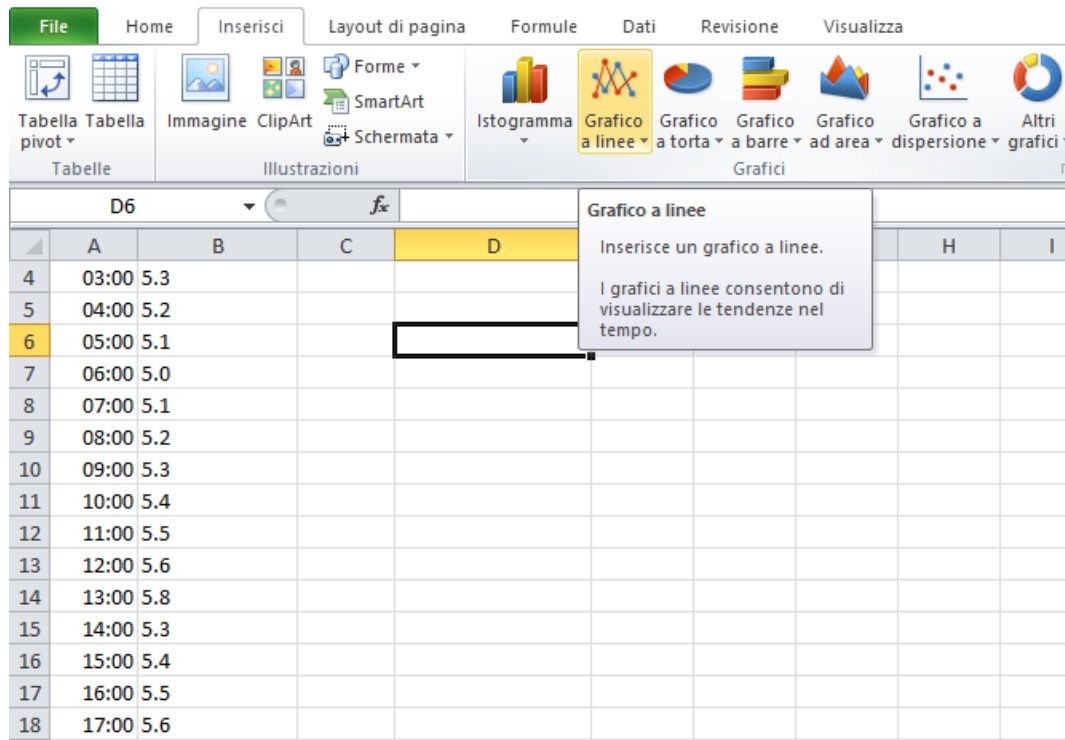 File Home Inserisci Layout di pagina Formule Dati Revisione Visualizza
Tabella pivot
Tabella
Immagine
ClipArt
Forme
SmartArt
Schermata
Istogramma
Grafico a linee
Grafico a torta
Grafico a barre
Grafico ad area
Grafico a dispersione
Altri grafici
Tabelle Illustrazioni Grafici
D6 fx
Grafico a linee
Inserisce un grafico a linee.
I grafici a linee consentono di
visualizzare le tendenze nel
tempo.
A B C D H I
4 03:00 5.3
5 04:00 5.2
6 05:00 5.1
7 06:00 5.0
8 07:00 5.1
9 08:00 5.2
10 09:00 5.3
11 10:00 5.4
12 11:00 5.5
13 12:00 5.6
14 13:00 5.8
15 14:00 5.3
16 15:00 5.4
17 16:00 5.5
18 17:00 5.6